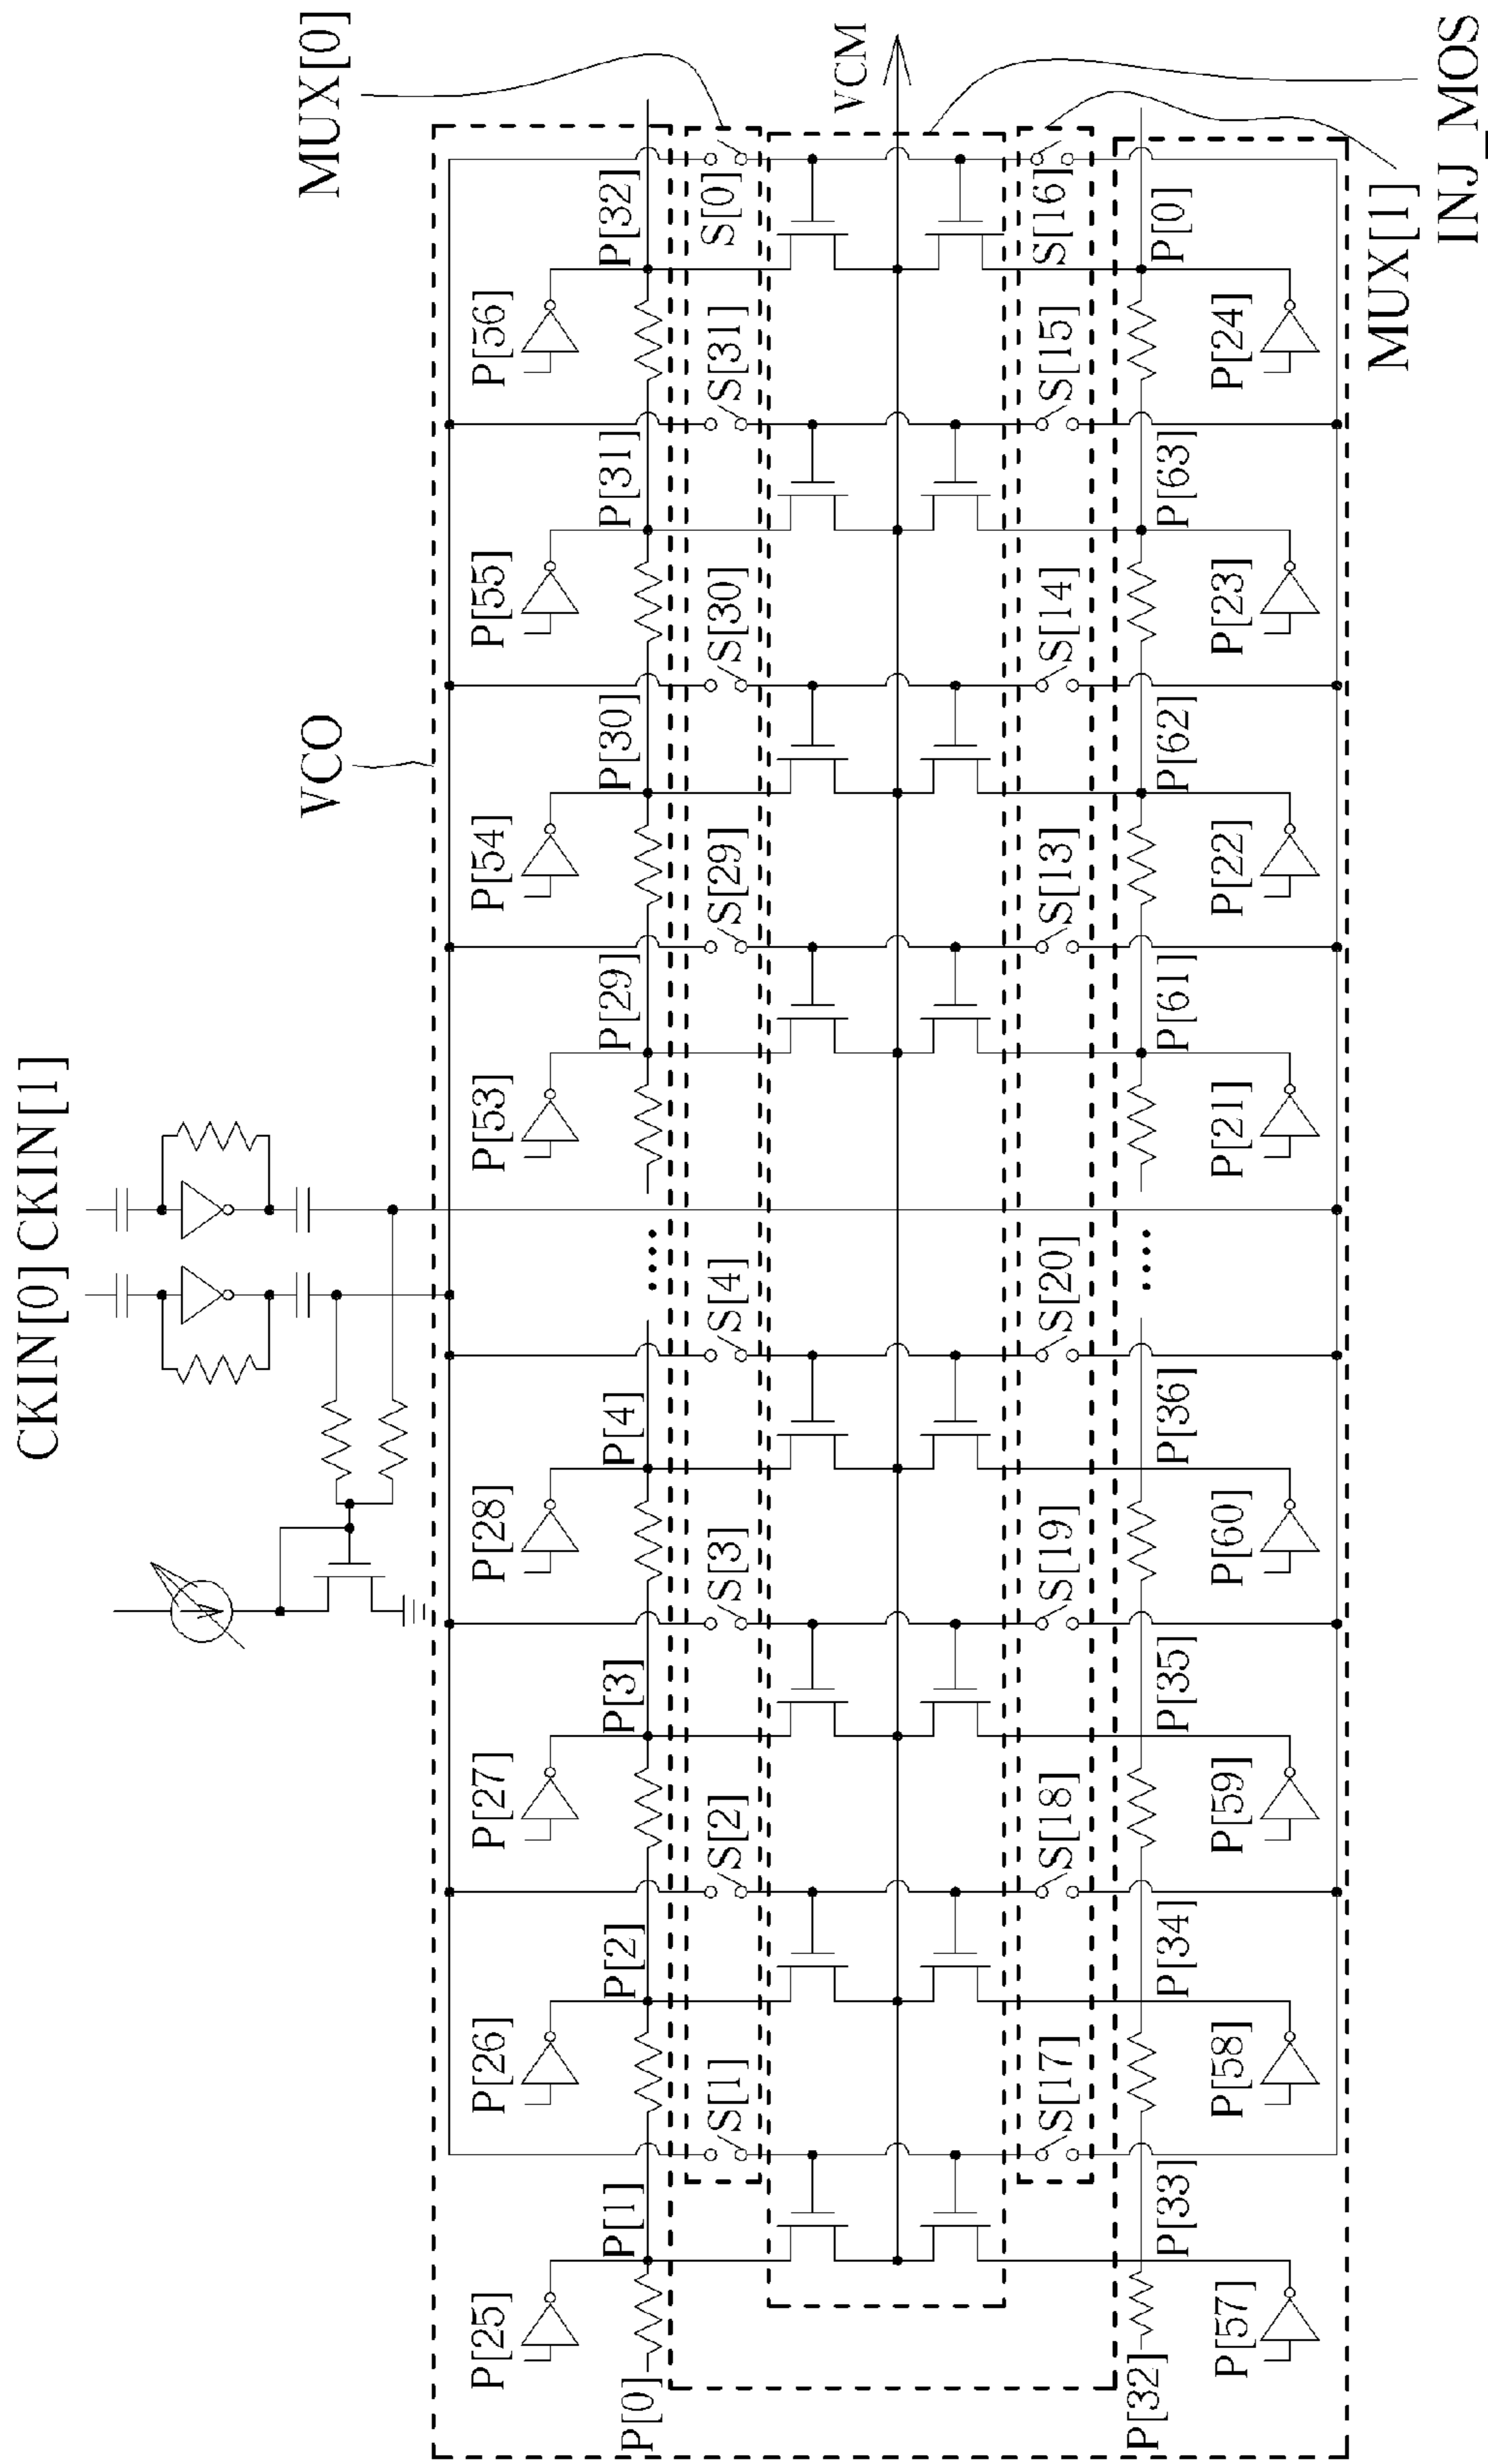 CKIN[0] CKIN[1]
VCO
MUX[0]
P[25]
P[26]
P[27]
P[28]
P[53]
P[54]
P[55]
P[56]
P[0]
P[1]
P[2]
P[3]
P[4]
P[29]
P[30]
P[31]
P[32]
S[1]
S[2]
S[3]
S[4]
S[29]
S[30]
S[31]
S[0]
VCM
S[17]
S[18]
S[19]
S[20]
S[13]
S[14]
S[15]
S[16]
P[32]
P[33]
P[34]
P[35]
P[36]
P[61]
P[62]
P[63]
P[0]
P[57]
P[58]
P[59]
P[60]
P[21]
P[22]
P[23]
P[24]
MUX[1]
INJ_MOS